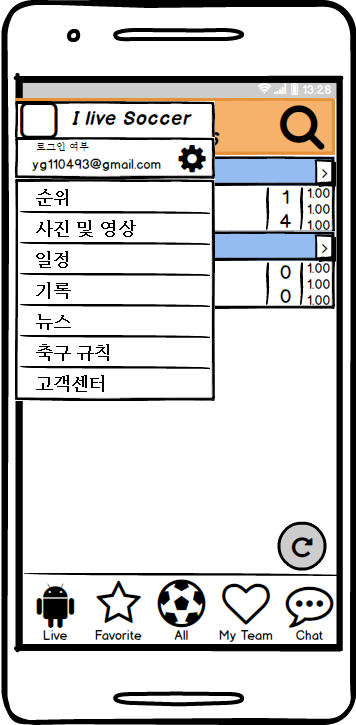 13:28
I live Soccer
s
로그인 여부
yg110493@gmail.com
>
순위
1
1.00
1.00
사진 및 영상
4
1.00
>
일정
0
1.00
1.00
기록
0
1.00
뉴스
축구 규칙
고객센터
Live
Favorite
All
My Team
Chat